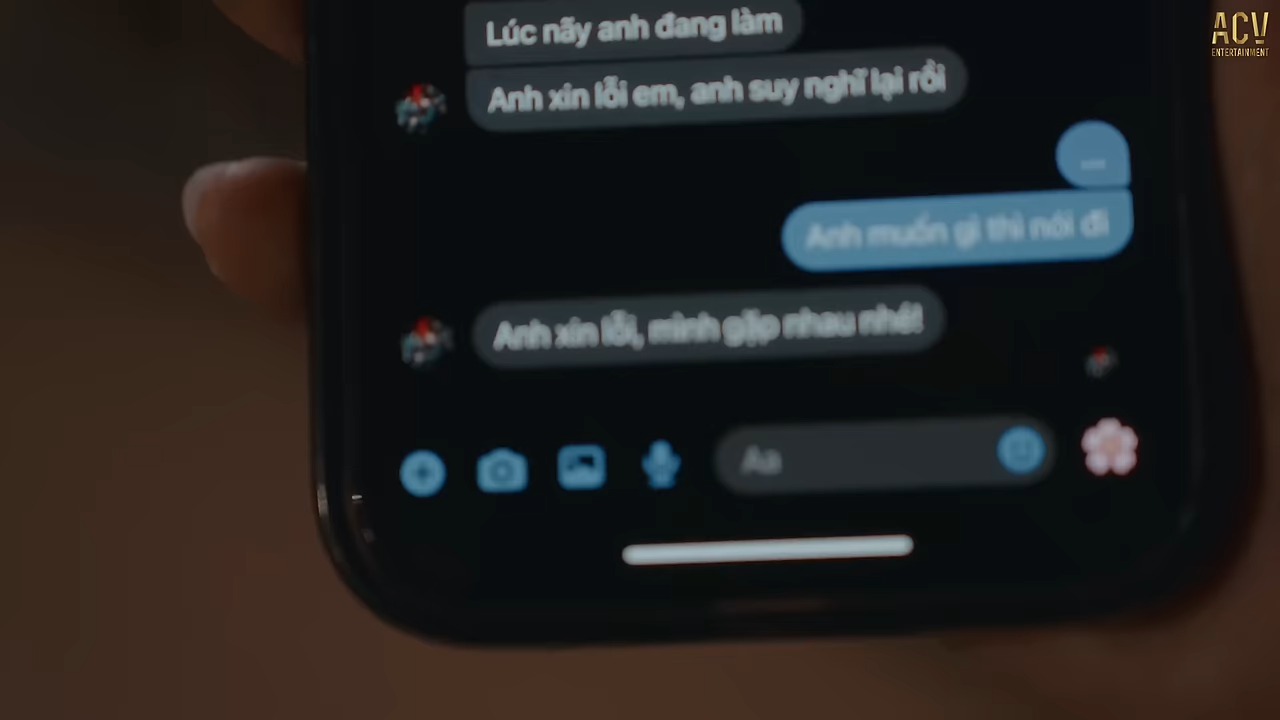 ACV
ENTERTAINMENT
Lúc nãy anh đang làm
Anh xin lỗi em, anh suy nghĩ lại rồi
...
Anh muốn gì thì nói đi
Anh xin lỗi, mình gặp nhau nhé!
Aa